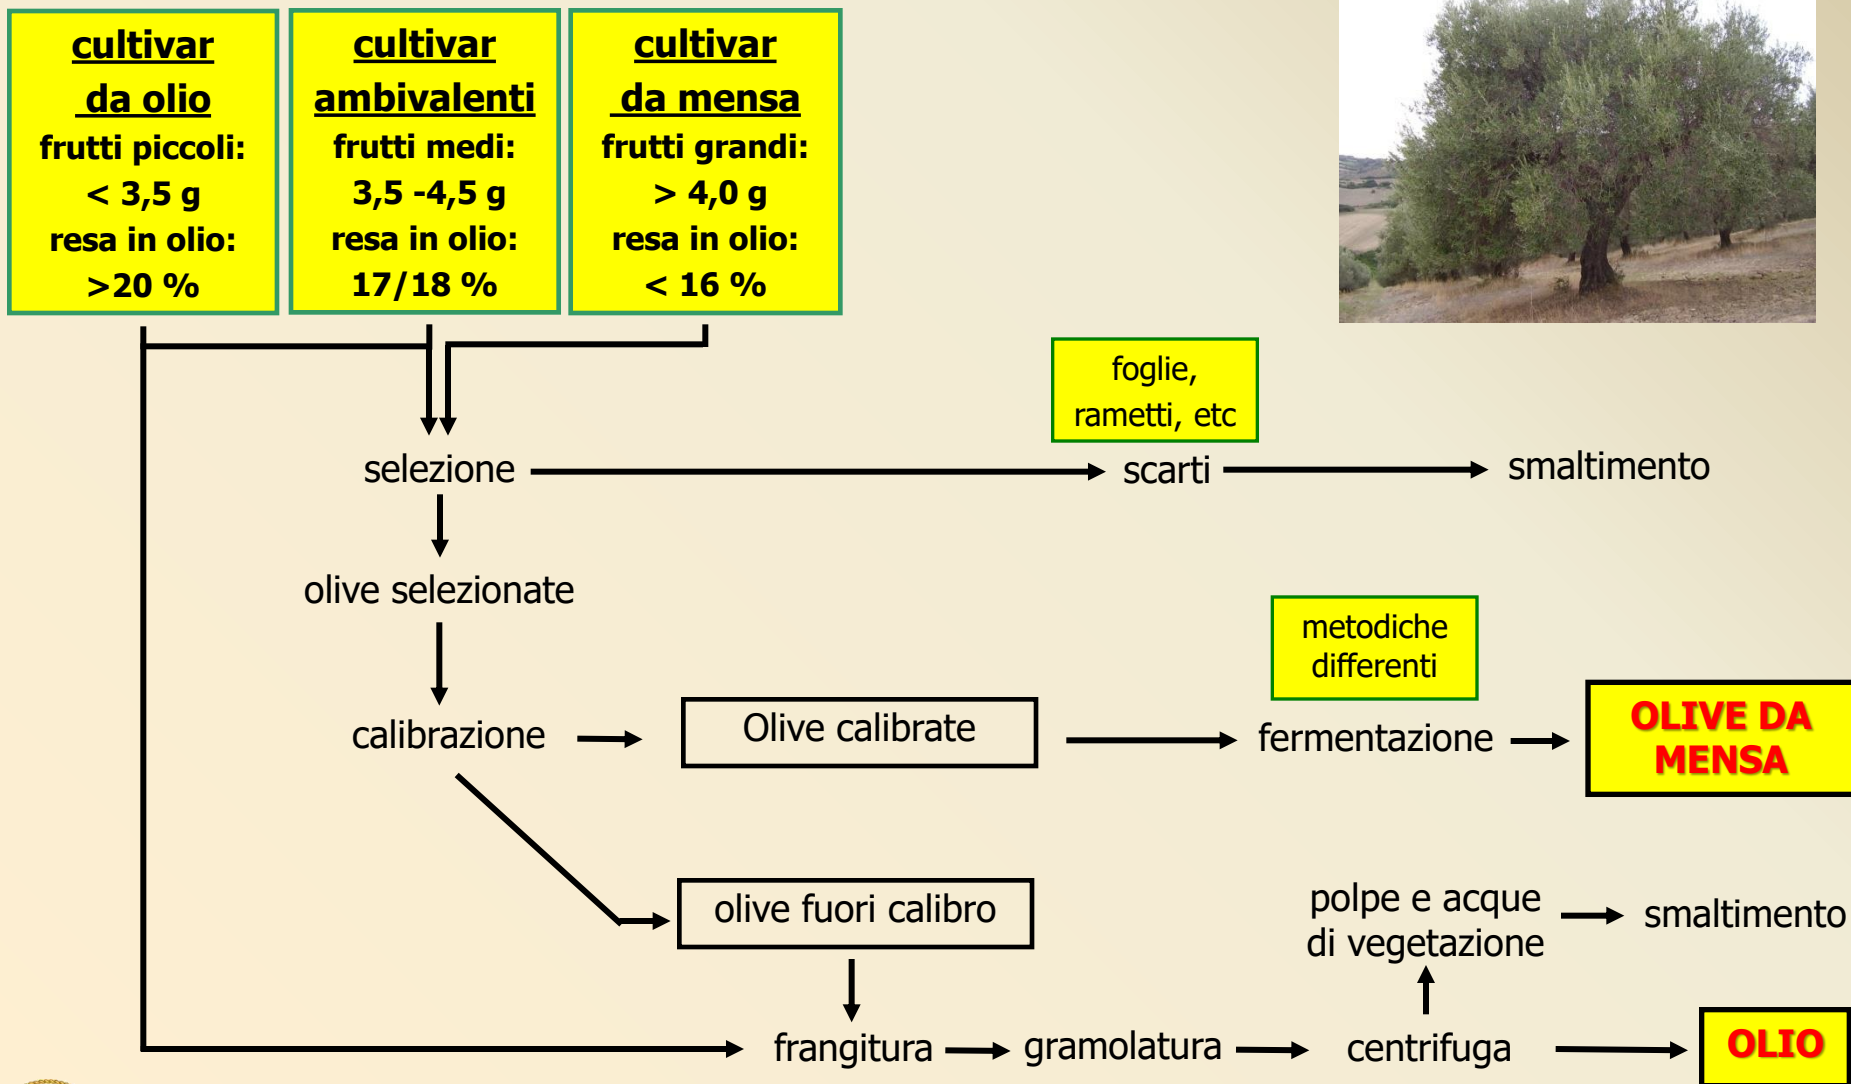 cultivar
da olio
frutti piccoli:
< 3,5 g
resa in olio:
>20 %
cultivar
ambivalenti
frutti medi:
3,5 -4,5 g
resa in olio:
17/18 %
cultivar
da mensa
frutti grandi:
> 4,0 g
resa in olio:
< 16 %
foglie,
rametti, etc
selezione
scarti
smaltimento
olive selezionate
metodiche
differenti
calibrazione
Olive calibrate
fermentazione
OLIVE DA
MENSA
olive fuori calibro
polpe e acque
di vegetazione
smaltimento
frangitura
gramolatura
centrifuga
OLIO